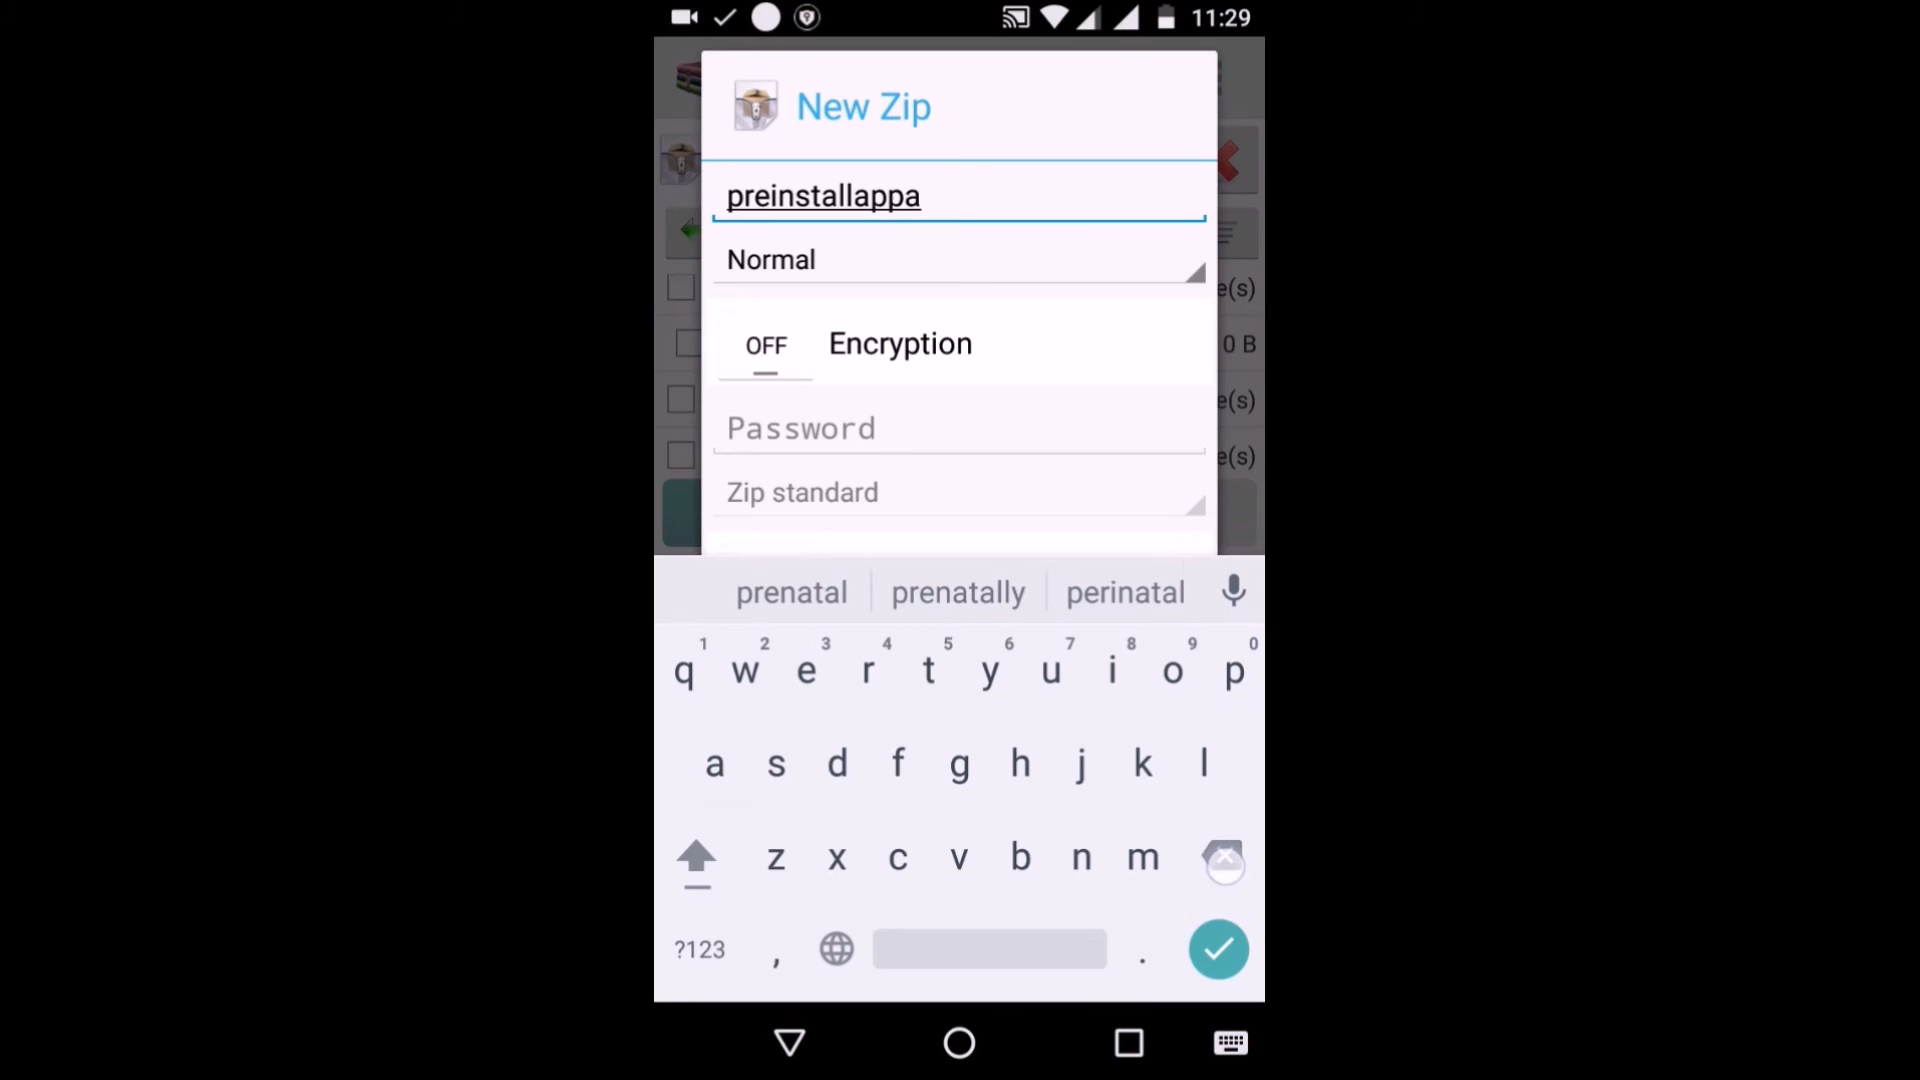 11:29
New Zip
preinstallappa
Normal
e(s)
OFF Encryption
0 B
e(s)
Password
e(s)
Zip standard
prenatal prenatally perinatal
1 2 3 4 5 6 7 8 9 0
q w e r t y u i o p
a s d f g h j k l
z x c v b n m
?123 , .